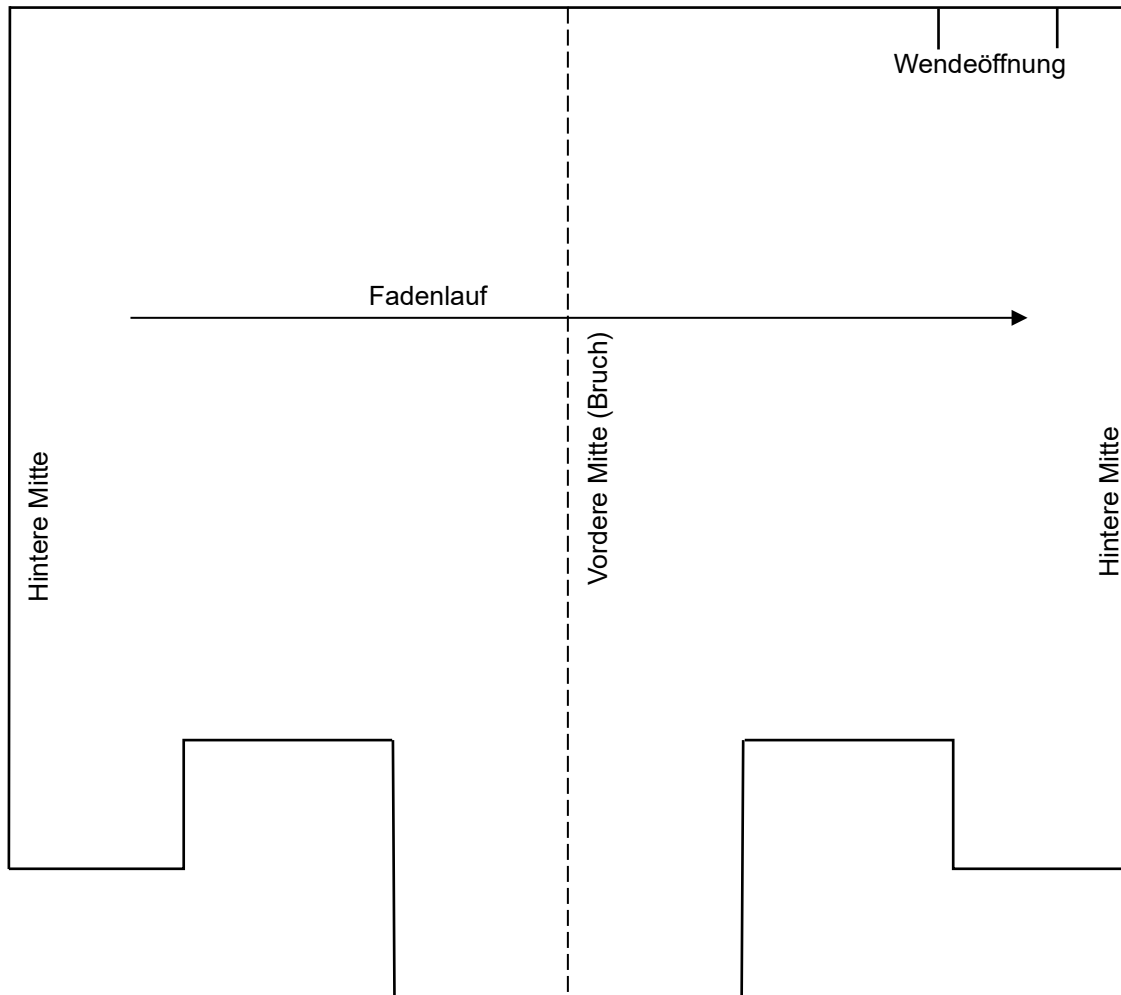 Wendeöffnung
Fadenlauf
Hintere Mitte
Vordere Mitte (Bruch)
Hintere Mitte